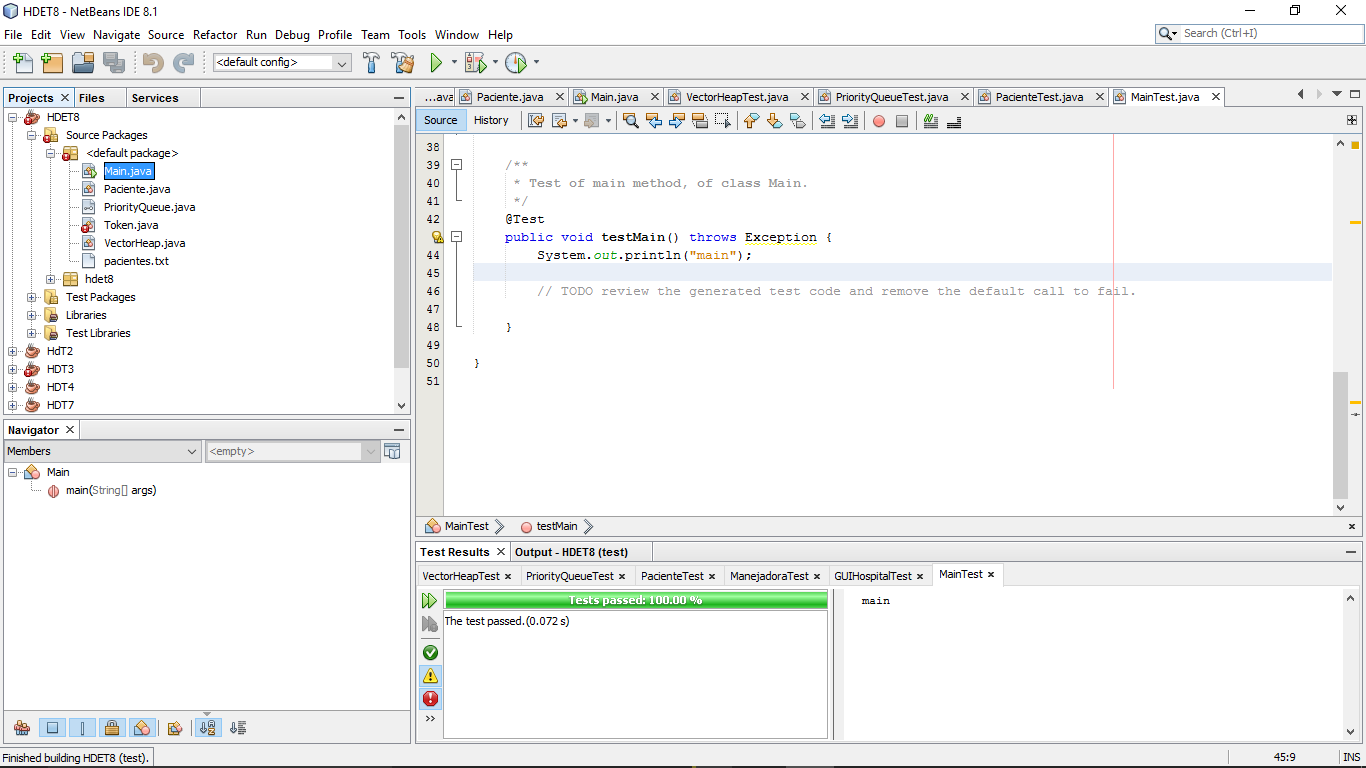 HDET8 - NetBeans IDE 8.1
File Edit View Navigate Source Refactor Run Debug Profile Team Tools Window Help
Search (Ctrl+I)
<default config>
Projects Files Services
HDET8
Source Packages
<default package>
Main.java
Paciente.java
PriorityQueue.java
Token.java
VectorHeap.java
pacientes.txt
hdet8
Test Packages
Libraries
Test Libraries
HdT2
HDT3
HDT4
HDT7
Navigator
Members <empty>
Main
main(String[] args)
...ava Paciente.java Main.java VectorHeapTest.java PriorityQueueTest.java PacienteTest.java MainTest.java
Source History
38
39 /**
40 * Test of main method, of class Main.
41 */
42 @Test
public void testMain() throws Exception {
44 System.out.println("main");
45
46 // TODO review the generated test code and remove the default call to fail.
47
48 }
49
50 }
51
MainTest testMain
Test Results Output - HDET8 (test)
VectorHeapTest PriorityQueueTest PacienteTest ManejadoraTest GUIHospitalTest MainTest
Tests passed: 100.00 %
The test passed.(0.072 s)
main
Finished building HDET8 (test).
45:9 INS